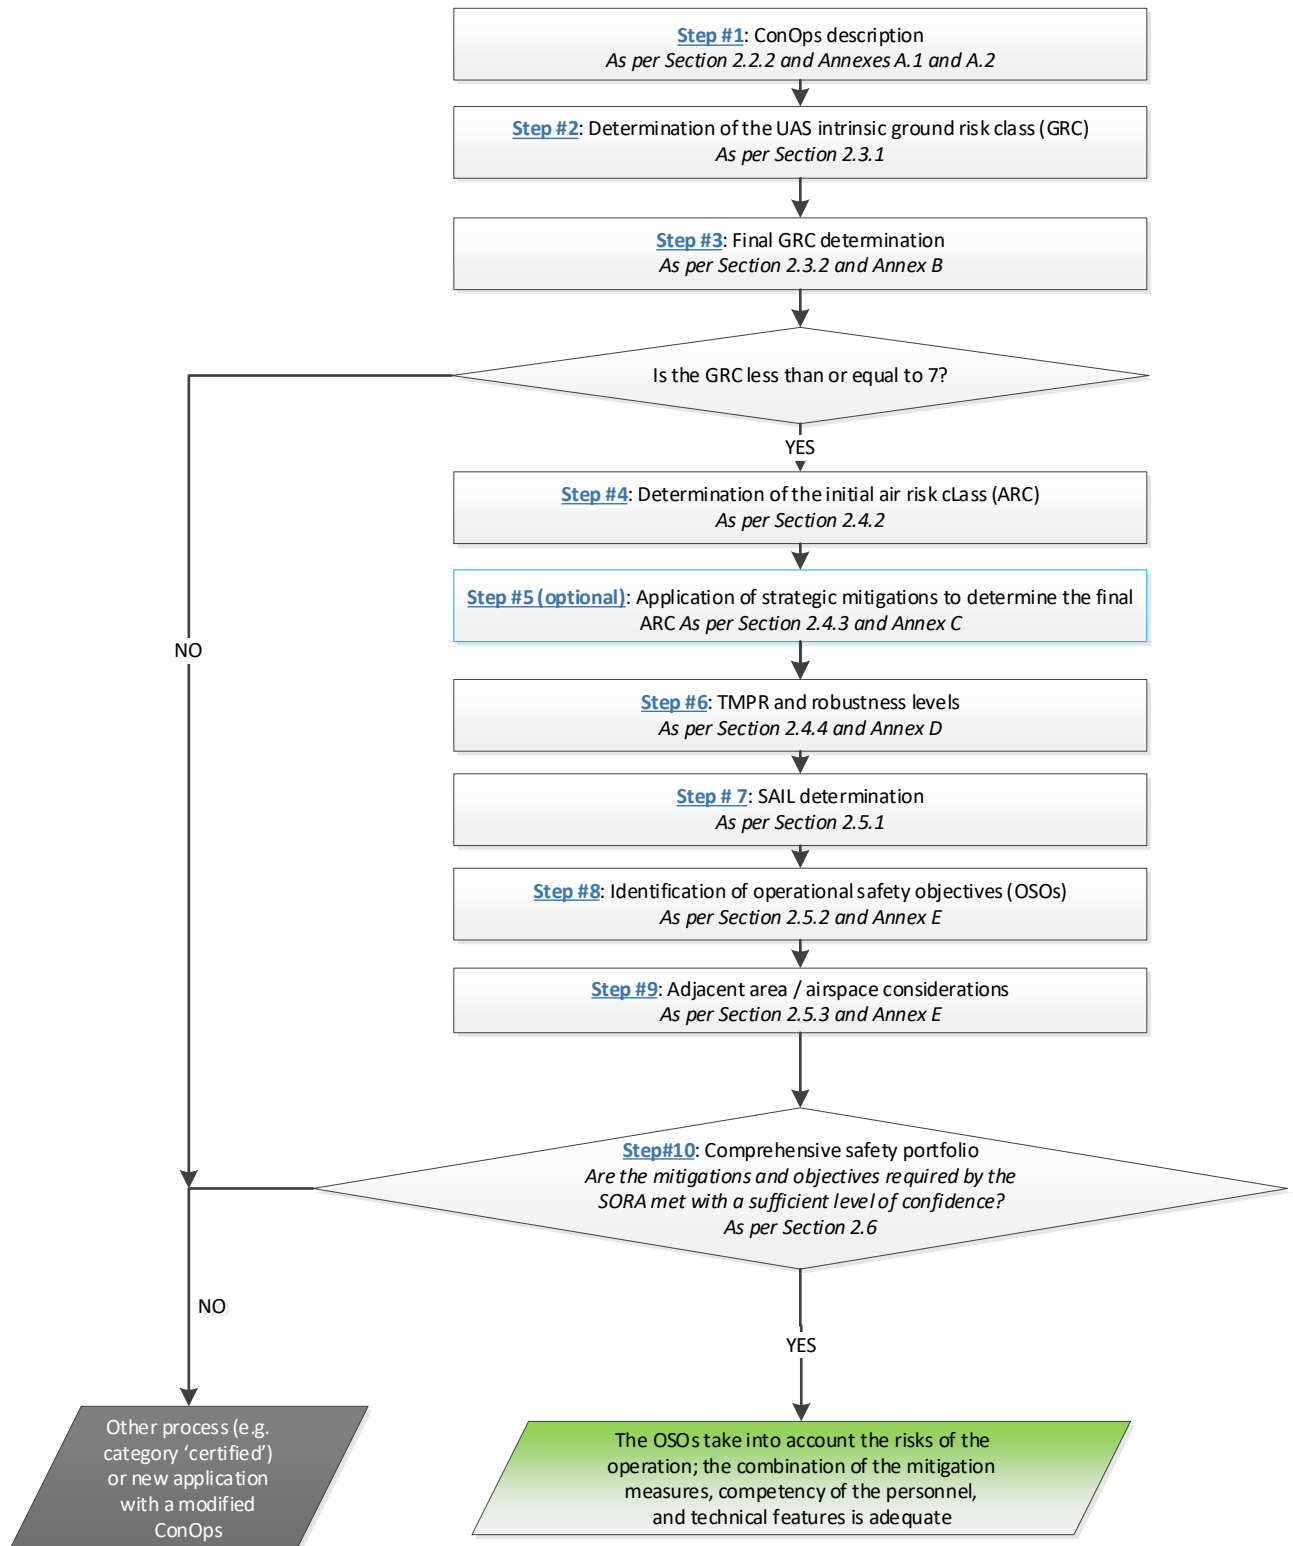 Step #1: ConOps description
As per Section 2.2.2 and Annexes A.1 and A.2
Step #2: Determination of the UAS intrinsic ground risk class (GRC)
As per Section 2.3.1
Step #3: Final GRC determination
As per Section 2.3.2 and Annex B
Is the GRC less than or equal to 7?
YES
Step #4: Determination of the initial air risk cLass (ARC)
As per Section 2.4.2
Step #5 (optional): Application of strategic mitigations to determine the final
ARC As per Section 2.4.3 and Annex C
NO
Step #6: TMPR and robustness levels
As per Section 2.4.4 and Annex D
Step # 7: SAIL determination
As per Section 2.5.1
Step #8: Identification of operational safety objectives (OSOs)
As per Section 2.5.2 and Annex E
Step #9: Adjacent area / airspace considerations
As per Section 2.5.3 and Annex E
Step#10: Comprehensive safety portfolio
Are the mitigations and objectives required by the
SORA met with a sufficient level of confidence?
As per Section 2.6
NO
YES
Other process (e.g.
category ‘certified’)
or new application
with a modified
ConOps
The OSOs take into account the risks of the
operation; the combination of the mitigation
measures, competency of the personnel,
and technical features is adequate